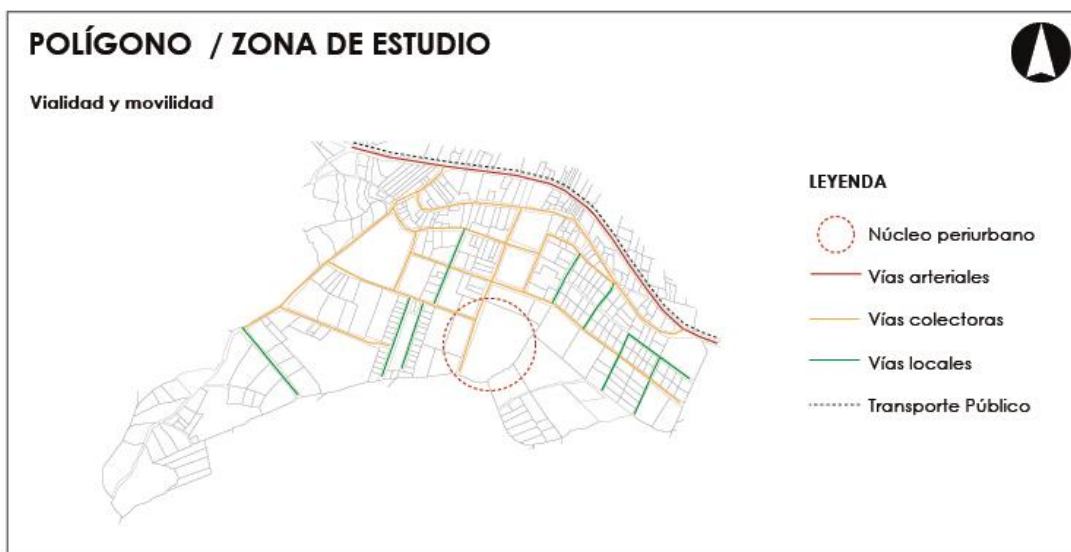 POLÍGONO / ZONA DE ESTUDIO
Vialidad y movilidad
LEYENDA
Núcleo periurbano
Vías arteriales
Vías colectoras
Vías locales
Transporte Público